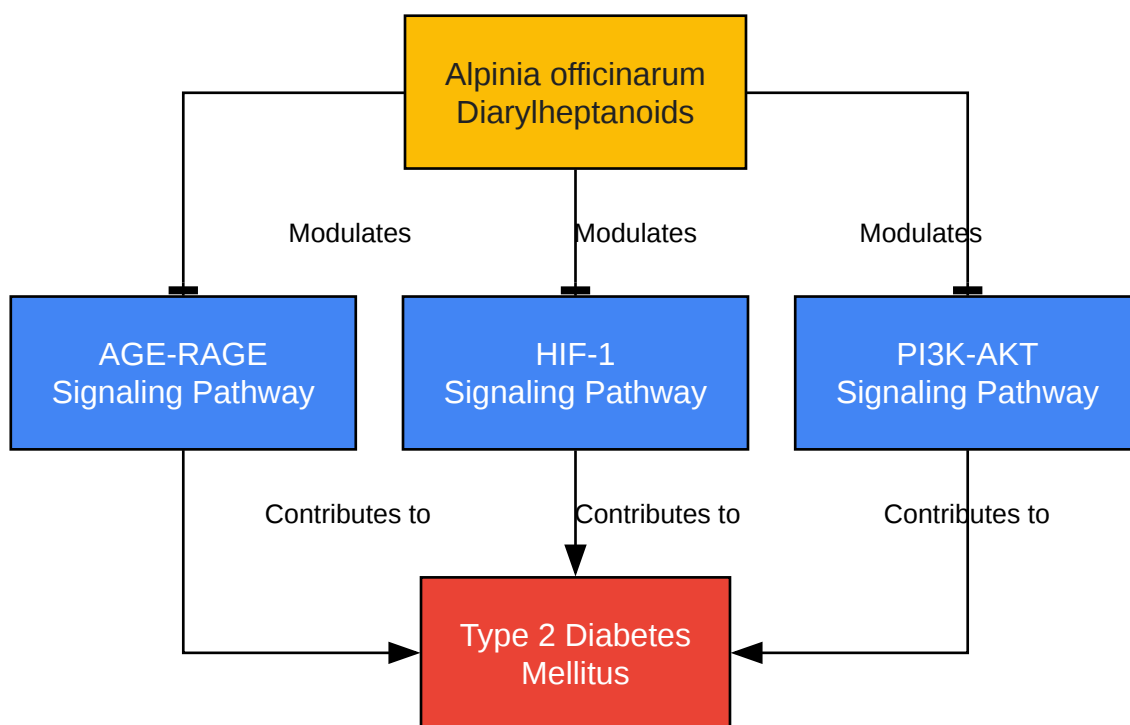 Alpinia officinarum
Diarylheptanoids
Modulates
Modulates
Modulates
AGE-RAGE
Signaling Pathway
HIF-1
Signaling Pathway
PI3K-AKT
Signaling Pathway
Contributes to
Contributes to
Contributes to
Type 2 Diabetes
Mellitus